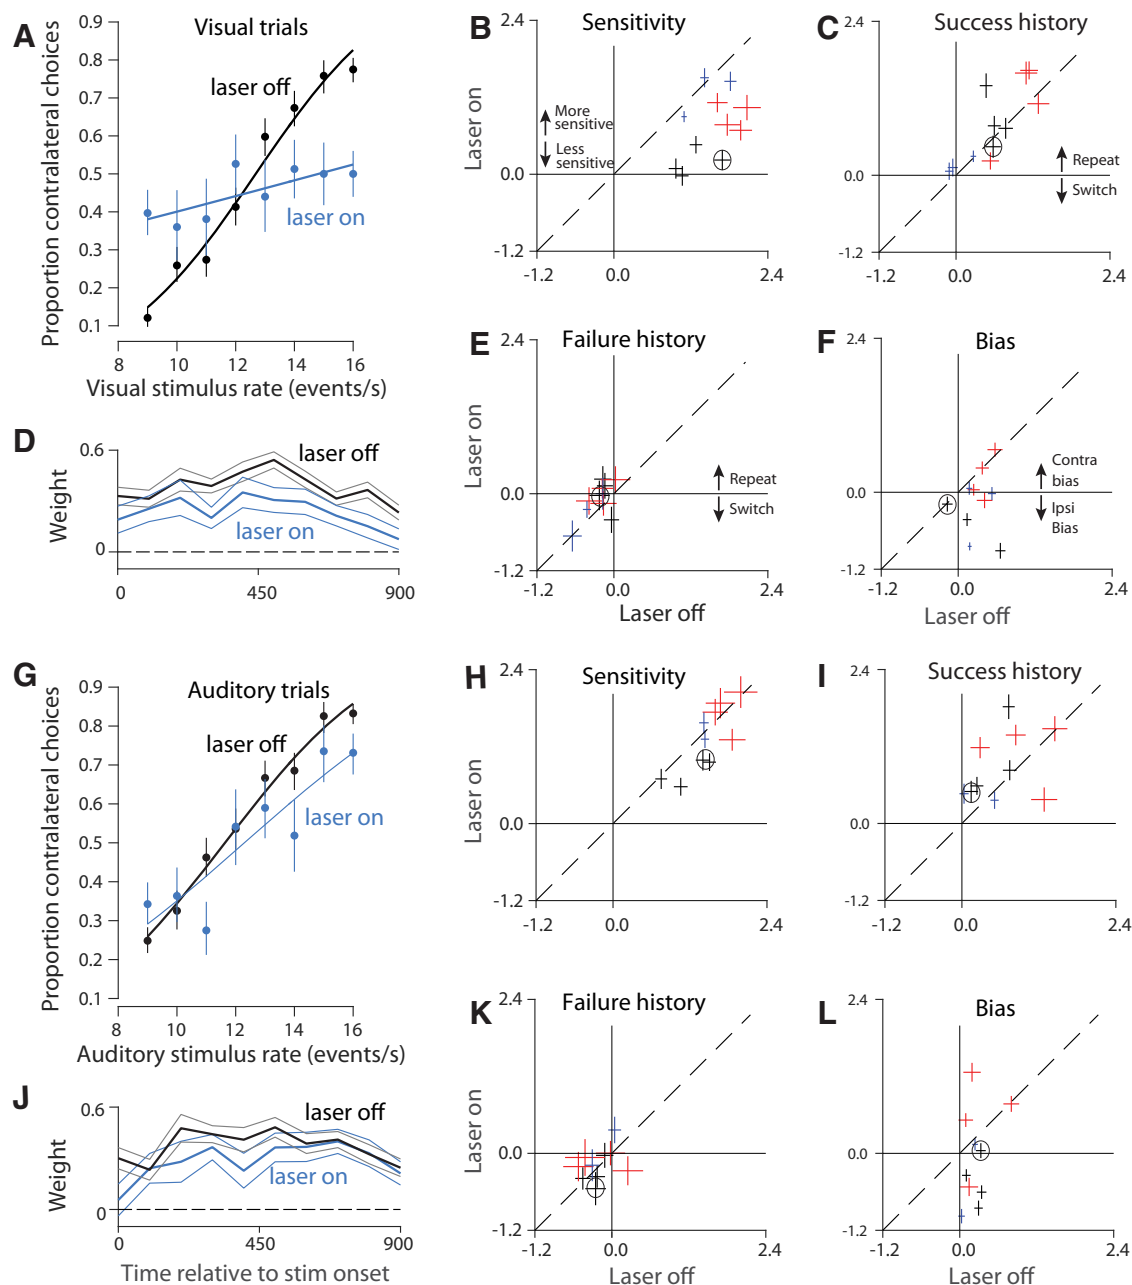 A
Visual trials
laser off
laser on
Proportion contralateral choices
0.9
0.8
0.7
0.6
0.5
0.4
0.3
0.2
0.1
8
10
12
14
16
Visual stimulus rate (events/s)
B
Sensitivity
2.4
Laser on
More
sensitive
Less
sensitive
0.0
-1.2
-1.2
0.0
2.4
C
Success history
2.4
Repeat
Switch
0.0
-1.2
-1.2
0.0
2.4
D
Weight
0.6
0
laser off
laser on
0
450
900
E
Failure history
2.4
Laser on
Repeat
Switch
0.0
-1.2
-1.2
0.0
2.4
Laser off
F
Bias
2.4
Contra
bias
Ipsi
Bias
0.0
-1.2
-1.2
0.0
2.4
Laser off
G
Auditory trials
laser off
laser on
Proportion contralateral choices
0.9
0.8
0.7
0.6
0.5
0.4
0.3
0.2
0.1
8
10
12
14
16
Auditory stimulus rate (events/s)
H
Sensitivity
2.4
Laser on
0.0
-1.2
-1.2
0.0
2.4
I
Success history
2.4
0.0
-1.2
-1.2
0.0
2.4
J
Weight
0.6
0
laser off
laser on
0
450
900
Time relative to stim onset
K
Failure history
2.4
Laser on
0.0
-1.2
-1.2
0.0
2.4
Laser off
L
Bias
2.4
0.0
-1.2
-1.2
0.0
2.4
Laser off